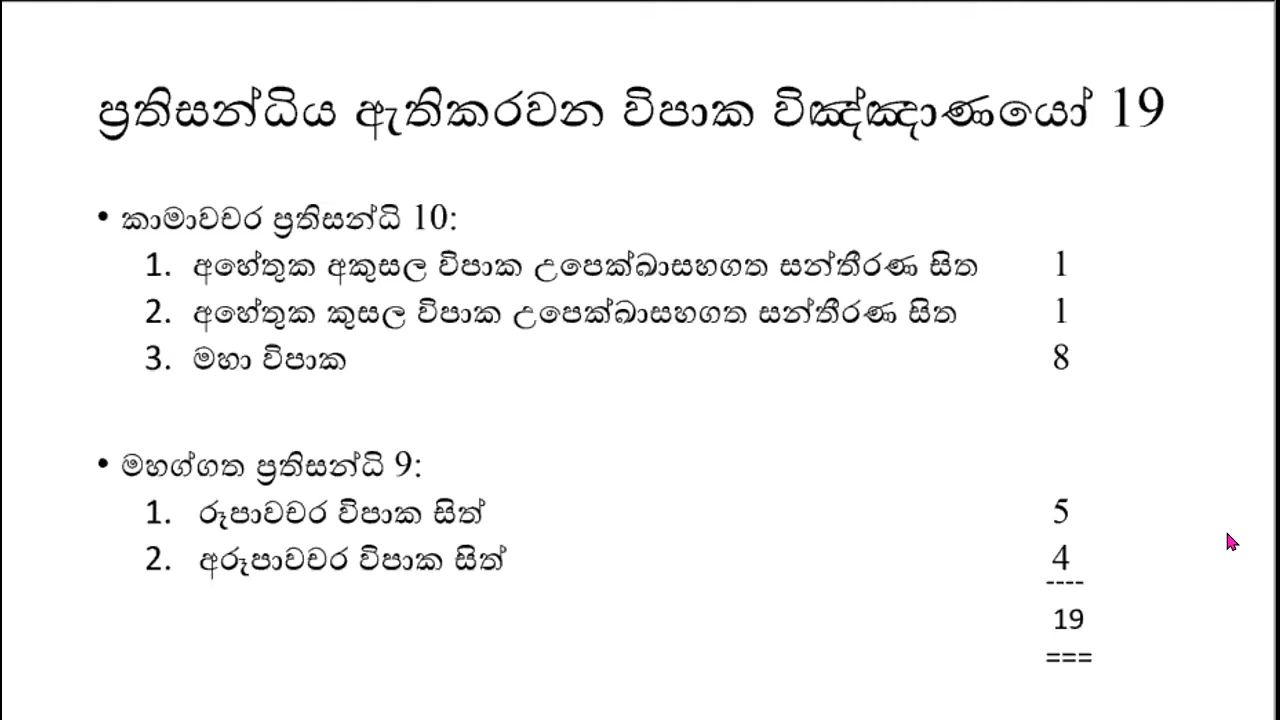 ප්‍රතිසන්ධිය ඇතිකරවන විපාක විඤ්ඤාණයෝ 19
• කාමාවචර ප්‍රතිසන්ධි 10:
1. අහේතුක අකුසල විපාක උපෙක්ඛාසහගත සන්තීරණ සිත 1
2. අහේතුක කුසල විපාක උපෙක්ඛාසහගත සන්තීරණ සිත 1
3. මහා විපාක 8
• මහග්ගත ප්‍රතිසන්ධි 9:
1. රූපාවචර විපාක සිත් 5
2. අරූපාවචර විපාක සිත් 4
----
19
===